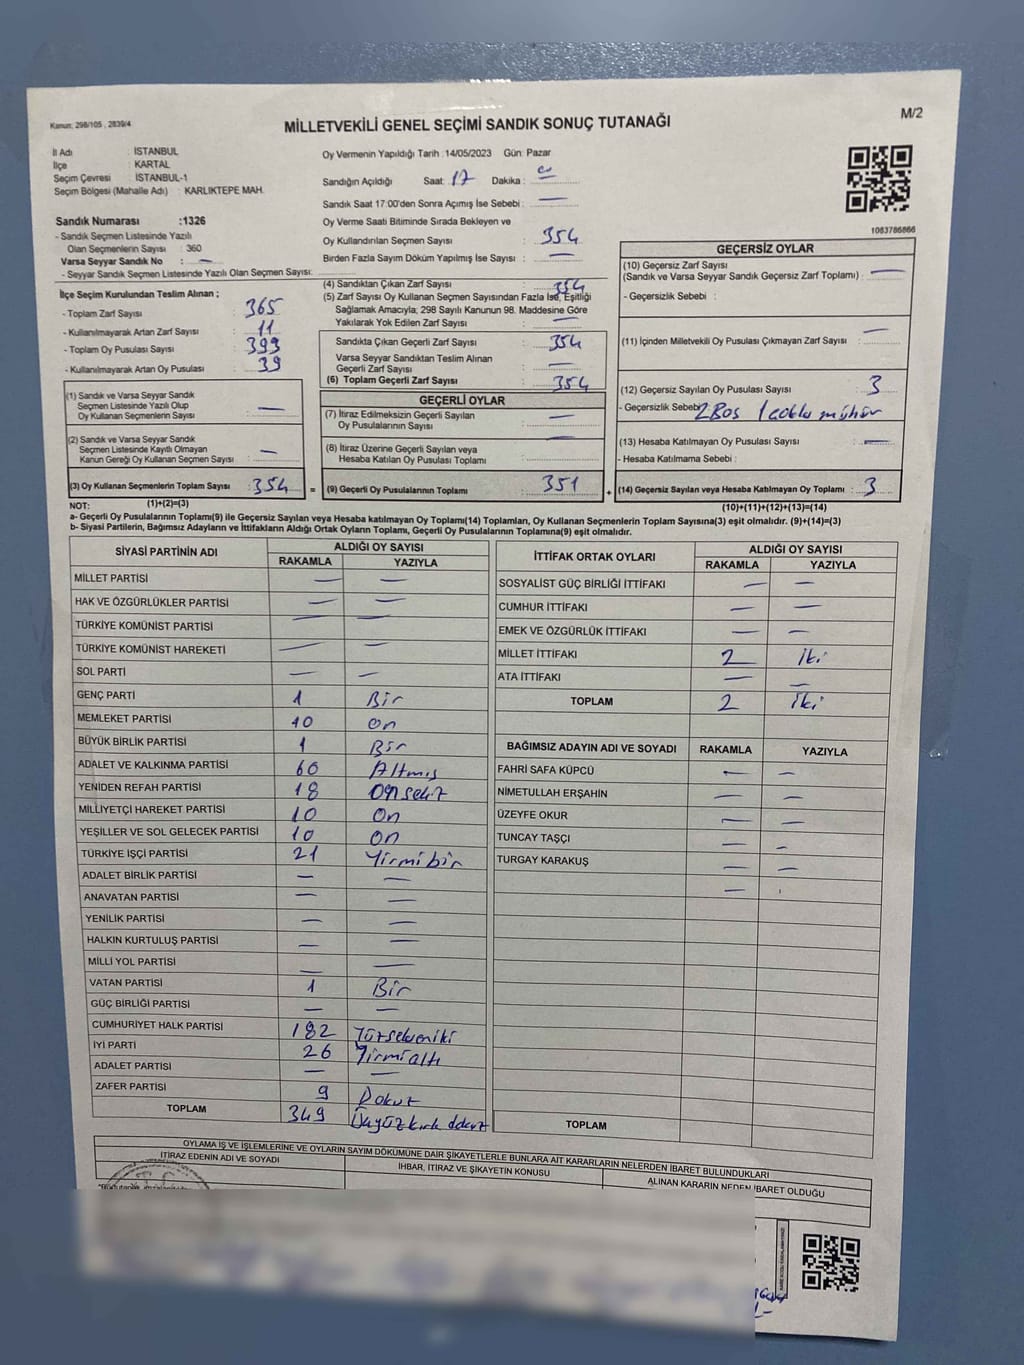 Kanun: 298/105 , 2839/4
MİLLETVEKİLİ GENEL SEÇİMİ SANDIK SONUÇ TUTANAĞI
M/2
İl Adı : İSTANBUL
İlçe : KARTAL
Seçim Çevresi : İSTANBUL-1
Seçim Bölgesi (Mahalle Adı) : KARLIKTEPE MAH.
Sandık Numarası :1326
- Sandık Seçmen Listesinde Yazılı
Olan Seçmenlerin Sayısı : 360
Varsa Seyyar Sandık No : —
- Seyyar Sandık Seçmen Listesinde Yazılı Olan Seçmen Sayısı:
Oy Vermenin Yapıldığı Tarih :14/05/2023 Gün: Pazar
Sandığın Açıldığı Saat: 17 Dakika :
Sandık Saat 17:00'den Sonra Açılmış İse Sebebi : —
Oy Verme Saati Bitiminde Sırada Bekleyen ve
Oy Kullandırılan Seçmen Sayısı : 354
Birden Fazla Sayım Döküm Yapılmış İse Sayısı : —
1083786866
İlçe Seçim Kurulundan Teslim Alınan ;
- Toplam Zarf Sayısı : 365
- Kullanılmayarak Artan Zarf Sayısı : 11
- Toplam Oy Pusulası Sayısı : 393
- Kullanılmayarak Artan Oy Pusulası : 39
(1) Sandık ve Varsa Seyyar Sandık
Seçmen Listesinde Yazılı Olup
Oy Kullanan Seçmenlerin Sayısı : —
(2) Sandık ve Varsa Seyyar Sandık
Seçmen Listesinde Kayıtlı Olmayan
Kanun Gereği Oy Kullanan Seçmen Sayısı : —
(3) Oy Kullanan Seçmenlerin Toplam Sayısı : 354 =
(4) Sandıktan Çıkan Zarf Sayısı : 354
(5) Zarf Sayısı Oy Kullanan Seçmen Sayısından Fazla İse, Eşitliği
Sağlamak Amacıyla; 298 Sayılı Kanunun 98. Maddesine Göre
Yakılarak Yok Edilen Zarf Sayısı : —
Sandıkta Çıkan Geçerli Zarf Sayısı : 354
Varsa Seyyar Sandıktan Teslim Alınan
Geçerli Zarf Sayısı : —
(6) Toplam Geçerli Zarf Sayısı : 354
GEÇERLİ OYLAR
(7) İtiraz Edilmeksizin Geçerli Sayılan
Oy Pusulalarının Sayısı : —
(8) İtiraz Üzerine Geçerli Sayılan veya
Hesaba Katılan Oy Pusulası Toplamı : —
(9) Geçerli Oy Pusulalarının Toplamı : 351 +
GEÇERSİZ OYLAR
(10) Geçersiz Zarf Sayısı
(Sandık ve Varsa Seyyar Sandık Geçersiz Zarf Toplamı) : —
- Geçersizlik Sebebi :
(11) İçinden Milletvekili Oy Pusulası Çıkmayan Zarf Sayısı : —
(12) Geçersiz Sayılan Oy Pusulası Sayısı : 3
- Geçersizlik Sebebi: 2 Boş 1 çoklu mühür
(13) Hesaba Katılmayan Oy Pusulası Sayısı : —
- Hesaba Katılmama Sebebi :
(14) Geçersiz Sayılan veya Hesaba Katılmayan Oy Toplamı : 3
NOT: (1)+(2)=(3)
(10)+(11)+(12)+(13)=(14)
a- Geçerli Oy Pusulalarının Toplamı(9) ile Geçersiz Sayılan veya Hesaba katılmayan Oy Toplamı(14) Toplamları, Oy Kullanan Seçmenlerin Toplam Sayısına(3) eşit olmalıdır. (9)+(14)=(3)
b- Siyasi Partilerin, Bağımsız Adayların ve İttifakların Aldığı Ortak Oyların Toplamı, Geçerli Oy Pusulalarının Toplamına(9) eşit olmalıdır.
SİYASİ PARTİNİN ADI
ALDIĞI OY SAYISI
RAKAMLA YAZIYLA
MİLLET PARTİSİ — —
HAK VE ÖZGÜRLÜKLER PARTİSİ — —
TÜRKİYE KOMÜNİST PARTİSİ — —
TÜRKİYE KOMÜNİST HAREKETİ — —
SOL PARTİ — —
GENÇ PARTİ 1 Bir
MEMLEKET PARTİSİ 10 On
BÜYÜK BİRLİK PARTİSİ 1 Bir
ADALET VE KALKINMA PARTİSİ 60 Altmış
YENİDEN REFAH PARTİSİ 18 Onsekiz
MİLLİYETÇİ HAREKET PARTİSİ 10 On
YEŞİLLER VE SOL GELECEK PARTİSİ 10 On
TÜRKİYE İŞÇİ PARTİSİ 21 Yirmi bir
ADALET BİRLİK PARTİSİ — —
ANAVATAN PARTİSİ — —
YENİLİK PARTİSİ — —
HALKIN KURTULUŞ PARTİSİ — —
MİLLİ YOL PARTİSİ — —
VATAN PARTİSİ 1 Bir
GÜÇ BİRLİĞİ PARTİSİ — —
CUMHURİYET HALK PARTİSİ 182 Yüzsekseniki
İYİ PARTİ 26 Yirmialtı
ADALET PARTİSİ — —
ZAFER PARTİSİ 9 Dokuz
TOPLAM 349 Üçyüzkırk dokuz
İTTİFAK ORTAK OYLARI
ALDIĞI OY SAYISI
RAKAMLA YAZIYLA
SOSYALİST GÜÇ BİRLİĞİ İTTİFAKI — —
CUMHUR İTTİFAKI — —
EMEK VE ÖZGÜRLÜK İTTİFAKI — —
MİLLET İTTİFAKI 2 İki
ATA İTTİFAKI — —
TOPLAM 2 İki
BAĞIMSIZ ADAYIN ADI VE SOYADI RAKAMLA YAZIYLA
FAHRİ SAFA KÜPCÜ — —
NİMETULLAH ERŞAHİN — —
ÜZEYFE OKUR — —
TUNCAY TAŞÇI — —
TURGAY KARAKUŞ — —
—
TOPLAM
OYLAMA İŞ VE İŞLEMLERİNE VE OYLARIN SAYIM DÖKÜMÜNE DAİR ŞİKAYETLERLE BUNLARA AİT KARARLARIN NELERDEN İBARET BULUNDUKLARI
İTİRAZ EDENİN ADI VE SOYADI
İHBAR, İTİRAZ VE ŞİKAYETİN KONUSU
ALINAN KARARIN NEDEN İBARET OLDUĞU
T.C.